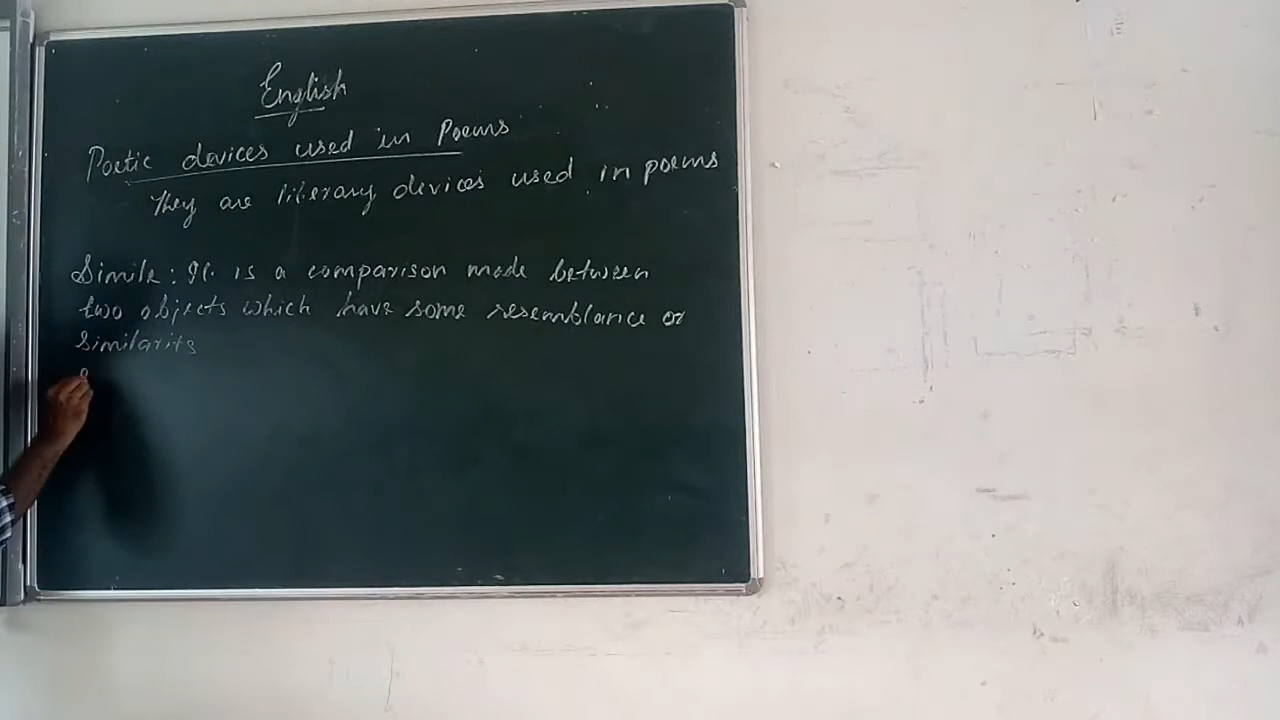 English
Poetic devices used in Poems
They are literary devices used in poems
Simile: It is a comparison made between
two objects which have some resemblance or
similarity